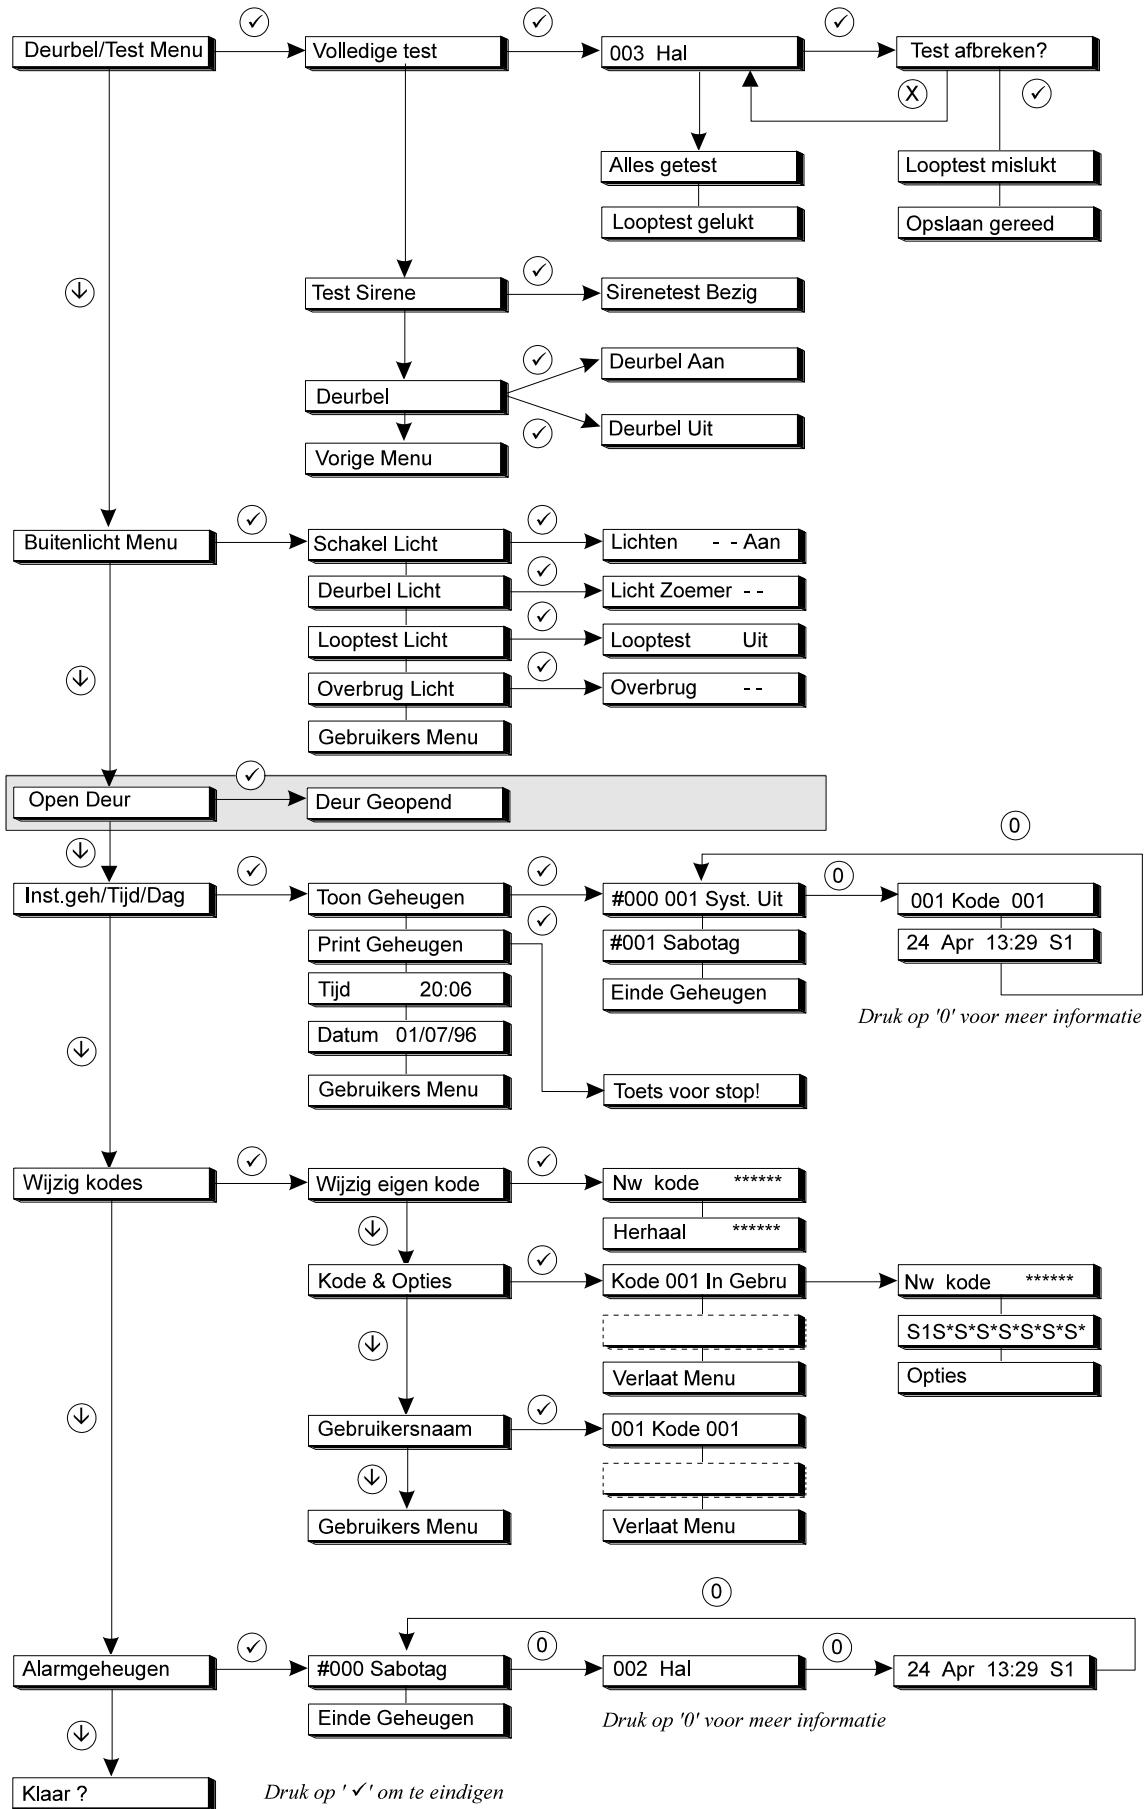 Deurbel/Test Menu
✓
Volledige test
✓
003 Hal
✓
Test afbreken?
X
✓
Alles getest
Looptest mislukt
Looptest gelukt
Opslaan gereed
↓
Test Sirene
✓
Sirenetest Bezig
Deurbel
✓
Deurbel Aan
✓
Deurbel Uit
Vorige Menu
Buitenlicht Menu
✓
Schakel Licht
✓
Lichten - - Aan
Deurbel Licht
✓
Licht Zoemer - -
Looptest Licht
✓
Looptest Uit
↓
Overbrug Licht
✓
Overbrug - -
Gebruikers Menu
Open Deur
✓
Deur Geopend
↓
0
Inst.geh/Tijd/Dag
✓
Toon Geheugen
✓
#000 001 Syst. Uit
0
001 Kode 001
Print Geheugen
✓
#001 Sabotag
24 Apr 13:29 S1
Tijd 20:06
Einde Geheugen
Druk op '0' voor meer informatie
↓
Datum 01/07/96
Gebruikers Menu
Toets voor stop!
Wijzig kodes
✓
Wijzig eigen kode
✓
Nw kode ******
↓
Herhaal ******
Kode & Opties
✓
Kode 001 In Gebru
Nw kode ******
↓
S1S*S*S*S*S*S*S*
Verlaat Menu
Opties
↓
Gebruikersnaam
✓
001 Kode 001
↓
Gebruikers Menu
Verlaat Menu
0
Alarmgeheugen
✓
#000 Sabotag
0
002 Hal
0
24 Apr 13:29 S1
Einde Geheugen
Druk op '0' voor meer informatie
↓
Klaar ?
Druk op ' ✓' om te eindigen